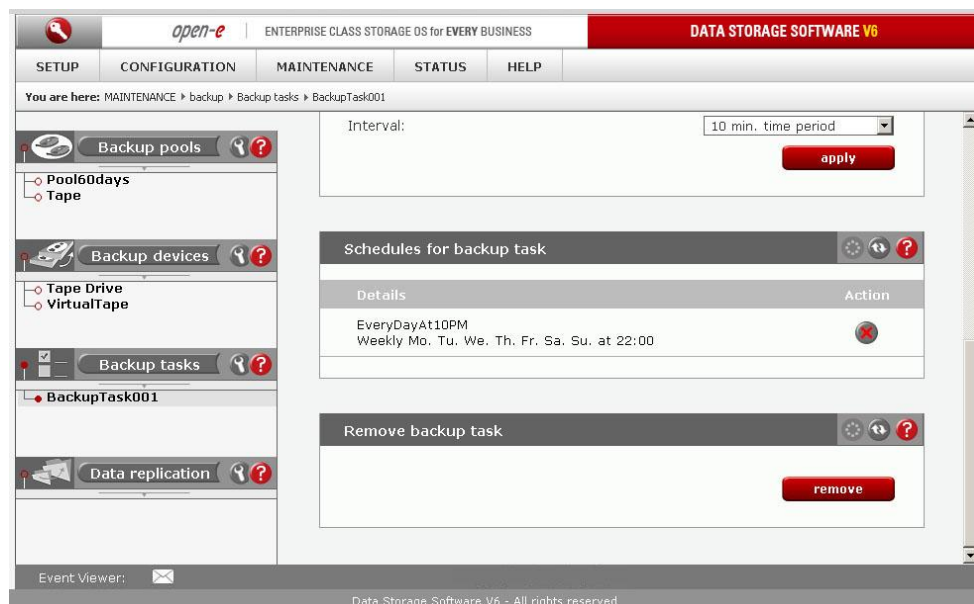 open-e ENTERPRISE CLASS STORAGE OS for EVERY BUSINESS DATA STORAGE SOFTWARE V6
SETUP CONFIGURATION MAINTENANCE STATUS HELP
You are here: MAINTENANCE backup Backup tasks BackupTask001
Backup pools ?
Pool60days
Tape
Backup devices ?
Tape Drive
VirtualTape
Backup tasks ?
BackupTask001
Data replication ?
Interval: 10 min. time period
apply
Schedules for backup task ?
Details Action
EveryDayAt10PM
Weekly Mo. Tu. We. Th. Fr. Sa. Su. at 22:00
Remove backup task ?
remove
Event Viewer:
Data Storage Software V6 - All rights reserved